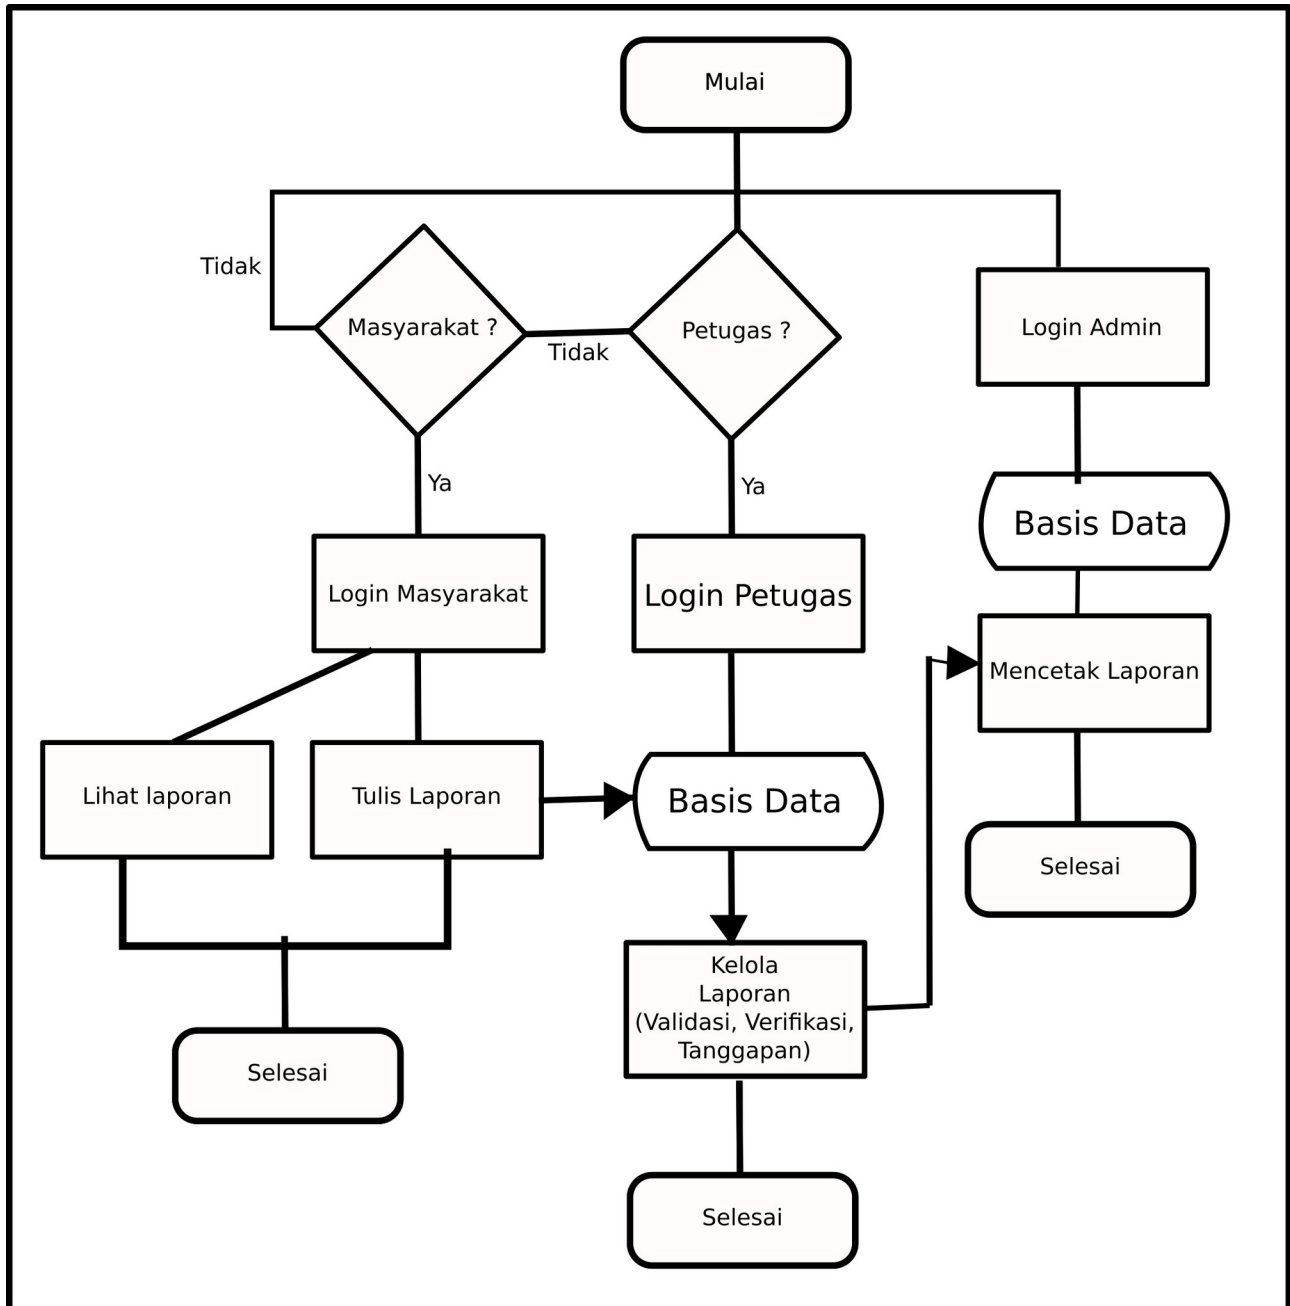 Mulai
Tidak
Masyarakat ?
Tidak
Petugas ?
Login Admin
Ya
Ya
Basis Data
Login Masyarakat
Login Petugas
Mencetak Laporan
Lihat laporan
Tulis Laporan
Basis Data
Selesai
Kelola
Laporan
(Validasi, Verifikasi,
Tanggapan)
Selesai
Selesai